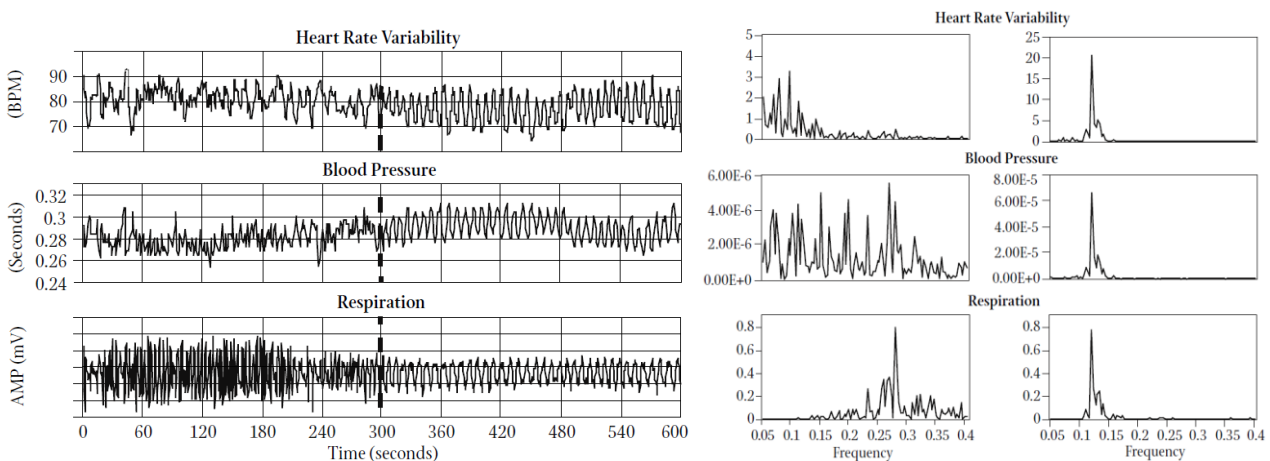 Heart Rate Variability
(BPM)
90
80
70
Blood Pressure
(Seconds)
0.32
0.3
0.28
0.26
0.24
Respiration
AMP (mV)
0 60 120 180 240 300 360 420 480 540 600
Time (seconds)
Heart Rate Variability
5
4
3
2
1
0
25
20
15
10
5
0
Blood Pressure
6.00E-6
4.00E-6
2.00E-6
0.00E+0
8.00E-5
6.00E-5
4.00E-5
2.00E-5
0.00E+0
Respiration
0.8
0.6
0.4
0.2
0
0.05 0.1 0.15 0.2 0.25 0.3 0.35 0.4
Frequency
0.8
0.6
0.4
0.2
0
0.05 0.1 0.15 0.2 0.25 0.3 0.35 0.4
Frequency